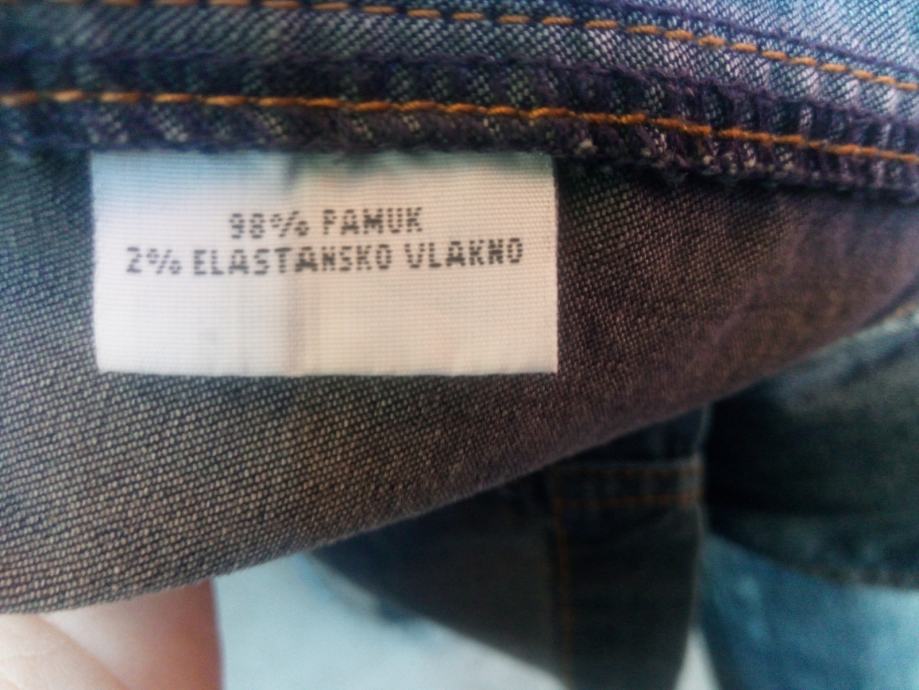 98% PAMUK
2% ELASTANSKO VLAKNO